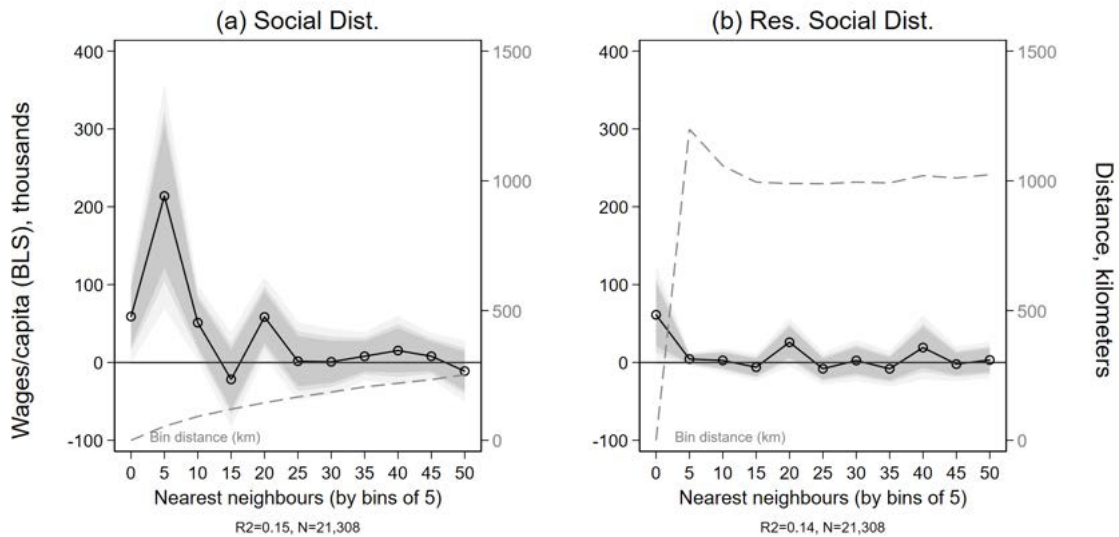 (a) Social Dist.
Wages/capita (BLS), thousands
400
300
200
100
0
-100
1500
1000
500
0
Bin distance (km)
0 5 10 15 20 25 30 35 40 45 50
Nearest neighbours (by bins of 5)
R2=0.15, N=21,308
(b) Res. Social Dist.
400
300
200
100
0
-100
1500
1000
500
0
Distance, kilometers
Bin distance (km)
0 5 10 15 20 25 30 35 40 45 50
Nearest neighbours (by bins of 5)
R2=0.14, N=21,308